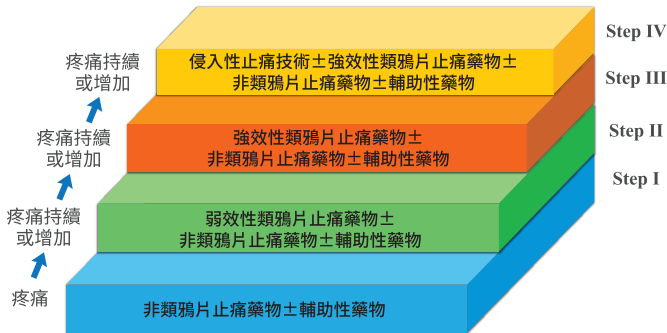 Step IV
疼痛持續
或增加
侵入性止痛技術±強效性類鴉片止痛藥物±
非類鴉片止痛藥物±輔助性藥物
Step III
疼痛持續
或增加
強效性類鴉片止痛藥物±
非類鴉片止痛藥物±輔助性藥物
Step II
疼痛持續
或增加
弱效性類鴉片止痛藥物±
非類鴉片止痛藥物±輔助性藥物
Step I
疼痛
非類鴉片止痛藥物±輔助性藥物